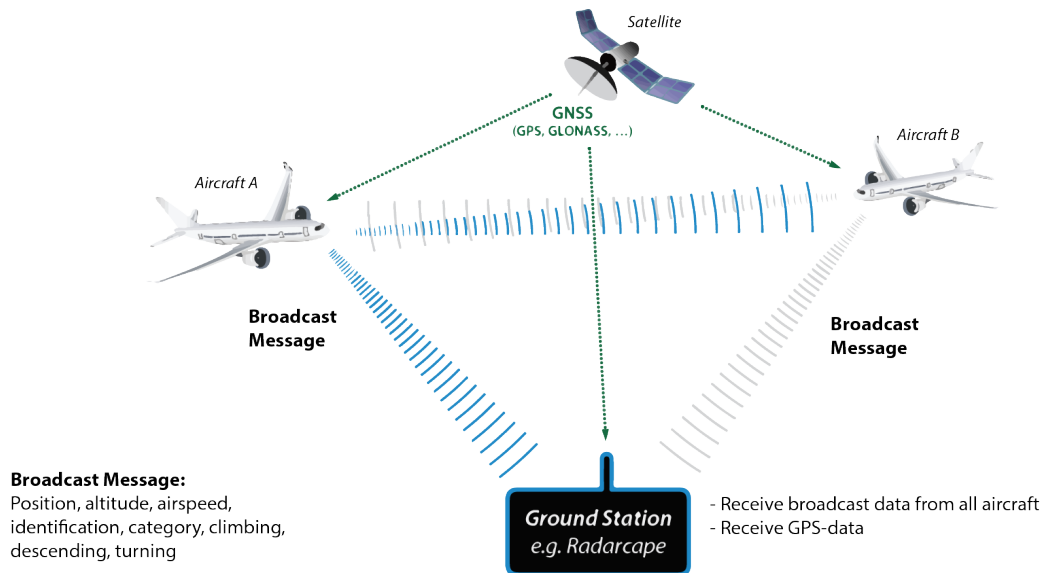 Satellite
GNSS
(GPS, GLONASS, ...)
Aircraft A
Aircraft B
Broadcast
Message
Broadcast
Message
Broadcast Message:
Position, altitude, airspeed,
identification, category, climbing,
descending, turning
Ground Station
e.g. Radarcape
- Receive broadcast data from all aircraft
- Receive GPS-data